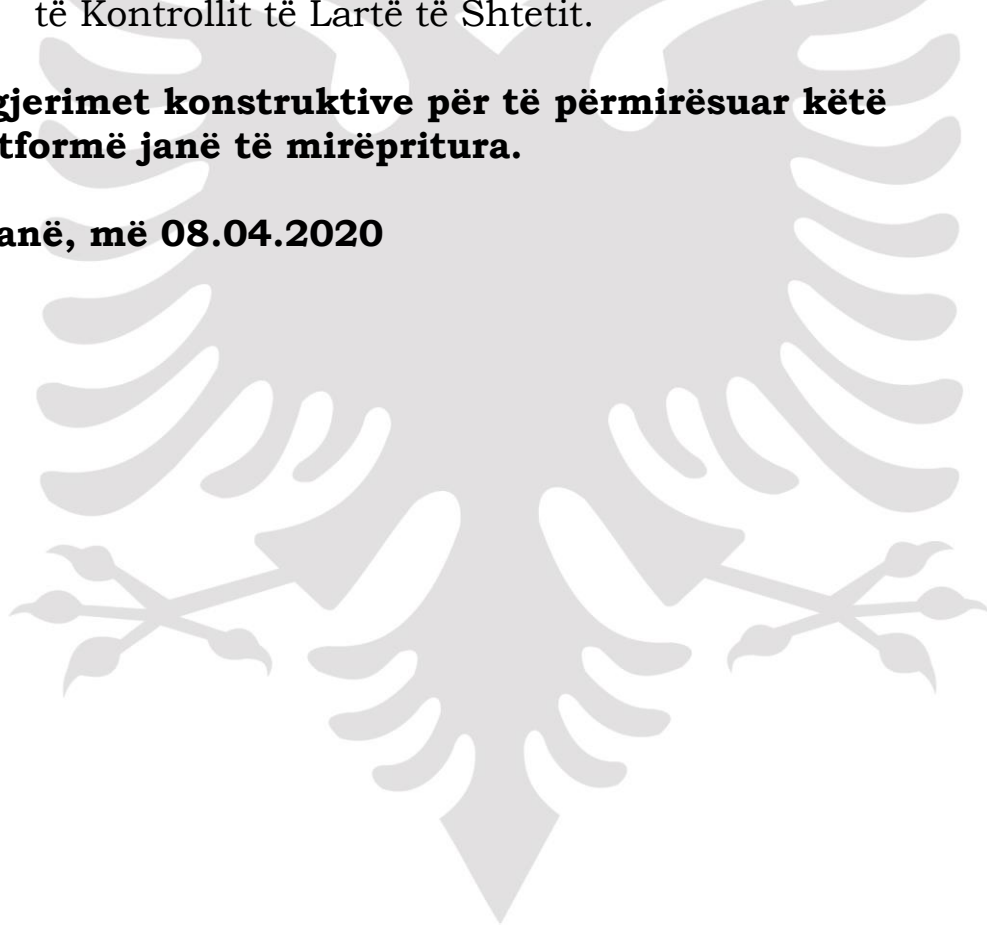 të Kontrollit të Lartë të Shtetit.
gjerimet konstruktive për të përmirësuar këtë
tformë janë të mirëpritura.
anë, më 08.04.2020